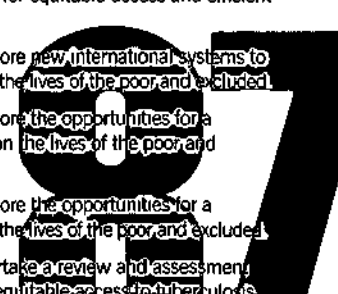 for equitable access and efficient
ore new international systems to
the lives of the poor and excluded
ore the opportunities for a
on the lives of the poor and
ore the opportunities for a
the lives of the poor and excluded
rtake a review and assessment
equitable access to tuberculosis
87